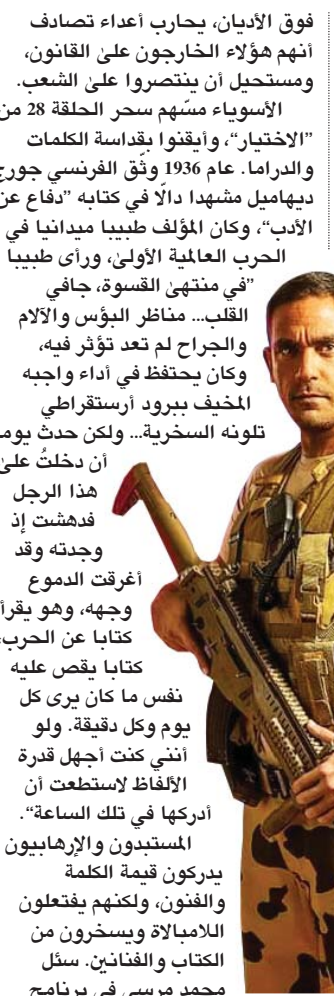 فوق الأديان، يحارب أعداء تصادف
أنهم هؤلاء الخارجون على القانون،
ومستحيل أن ينتصروا على الشعب.
الأسوياء مسّهم سحر الحلقة 28 من
”الاختيار“، وأيقنوا بقداسة الكلمات
والدراما. عام 1936 وثّق الفرنسي جورج
ديهاميل مشهدا دالّا في كتابه ”دفاع عن
الأدب“، وكان المؤلف طبيبا ميدانيا في
الحرب العالمية الأولى، ورأى طبيبا
”في منتهى القسوة، جافي
القلب... مناظر البؤس والآلام
والجراح لم تعد تؤثر فيه،
وكان يحتفظ في أداء واجبه
المخيف ببرود أرستقراطي
تلونه السخرية... ولكن حدث يوما
أن دخلتُ على
هذا الرجل
فدهشت إذ
وجدته وقد
أغرقت الدموع
وجهه، وهو يقرأ
كتابا عن الحرب،
كتابا يقص عليه
نفس ما كان يرى كل
يوم وكل دقيقة. ولو
أنني كنت أجهل قدرة
الألفاظ لاستطعت أن
أدركها في تلك الساعة“.
المستبدون والإرهابيون
يدركون قيمة الكلمة
والفنون، ولكنهم يفتعلون
اللامبالاة ويسخرون من
الكتاب والفنانين. سئل
محمد مرسي في برنامج